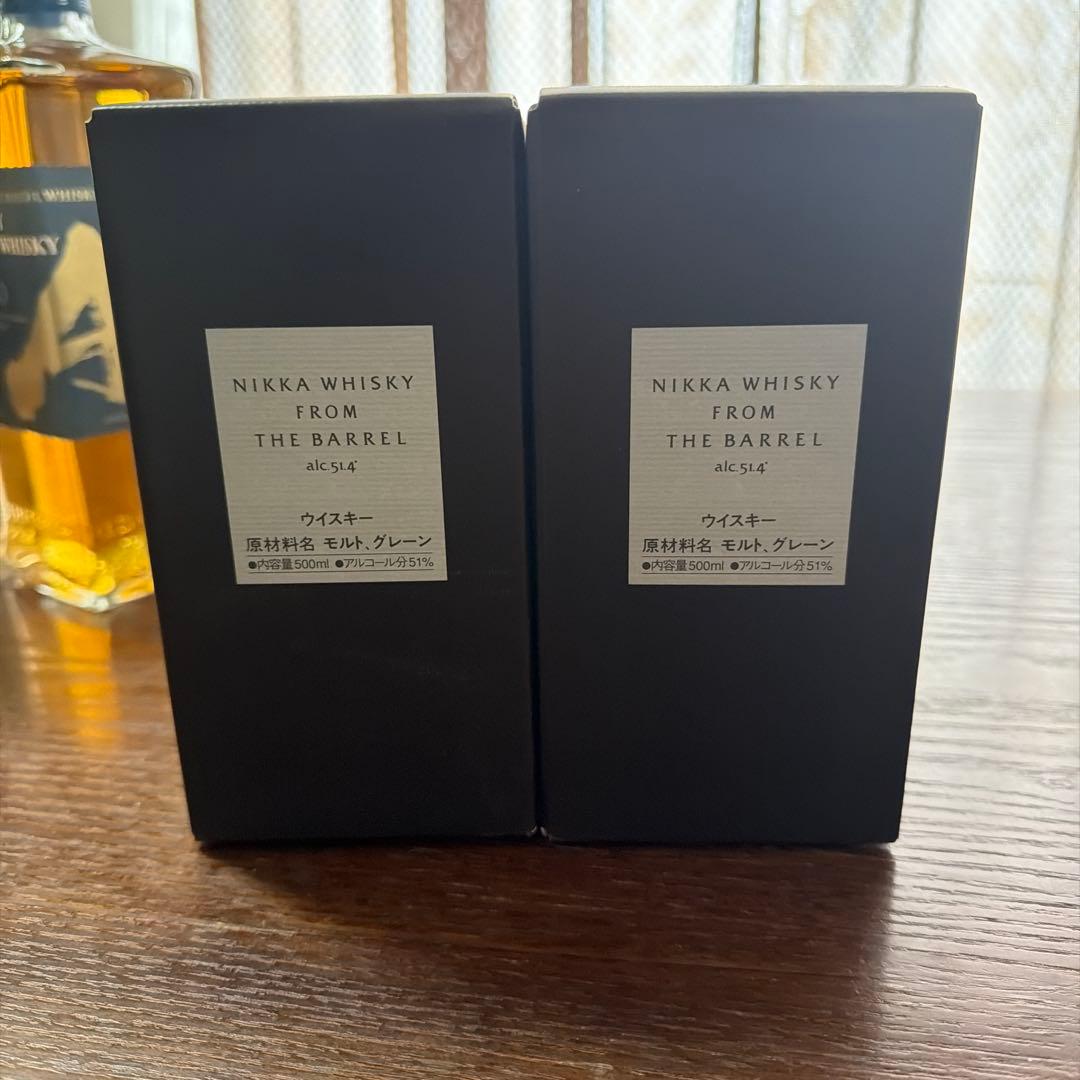 WHISKY
WHISKY
NIKKA WHISKY
FROM
THE BARREL
alc.51.4°
ウイスキー
原材料名 モルト、グレーン
●内容量500ml ●アルコール分51%
NIKKA WHISKY
FROM
THE BARREL
alc.51.4°
ウイスキー
原材料名 モルト、グレーン
●内容量500ml ●アルコール分51%